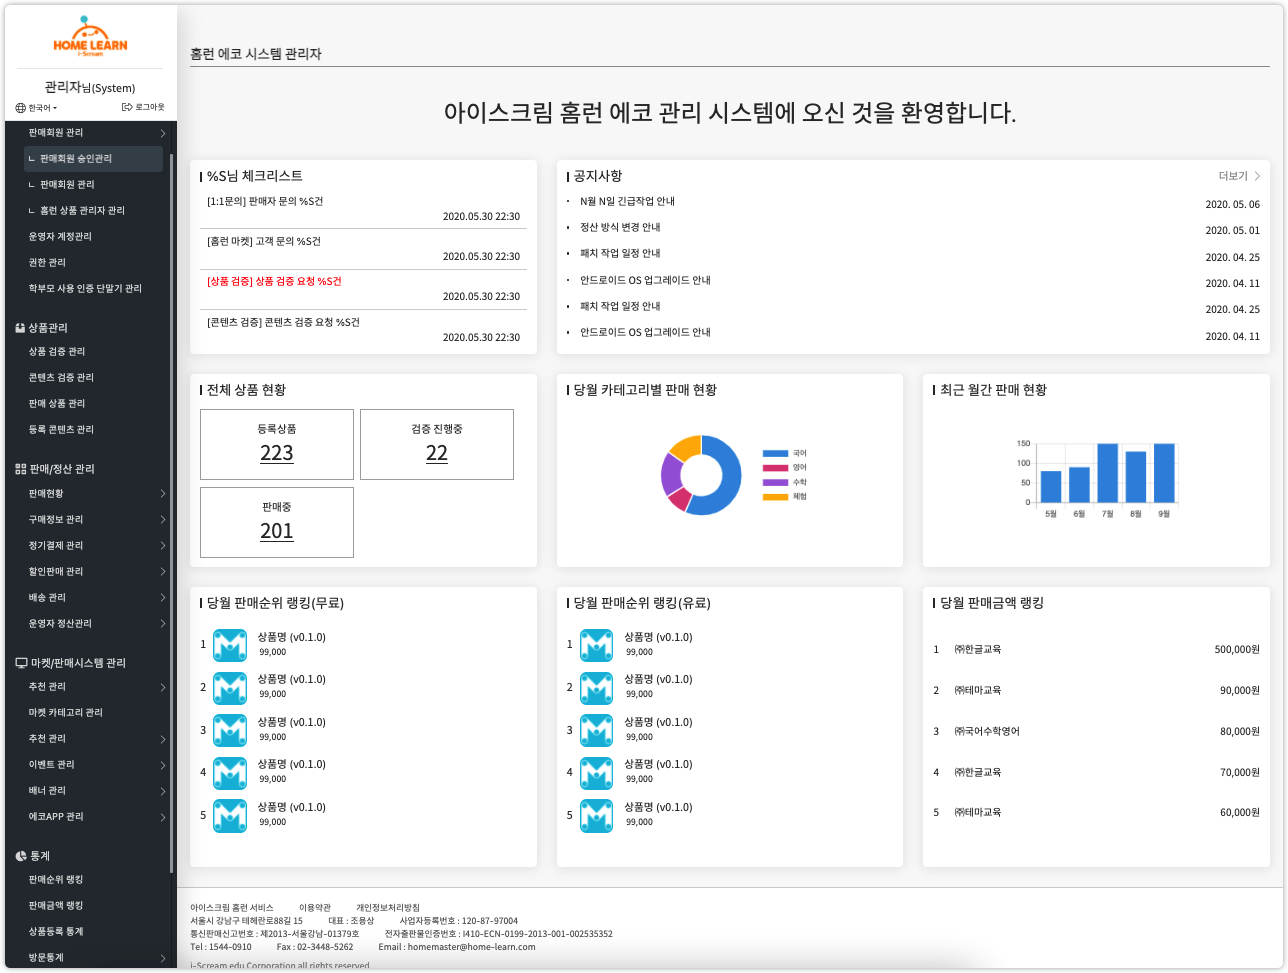 HOME LEARN
i-Scream
관리자님(System)
한국어
로그아웃
판매회원 관리
판매회원 승인관리
판매회원 관리
홈런 상품 관리자 관리
운영자 계정관리
권한 관리
학부모 사용 인증 단말기 관리
상품관리
상품 검증 관리
콘텐츠 검증 관리
판매 상품 관리
등록 콘텐츠 관리
판매/정산 관리
판매현황
구매정보 관리
정기결제 관리
할인판매 관리
배송 관리
운영자 정산관리
마켓/판매시스템 관리
추천 관리
마켓 카테고리 관리
추천 관리
이벤트 관리
배너 관리
에코APP 관리
통계
판매순위 랭킹
판매금액 랭킹
상품등록 통계
방문통계
홈런 에코 시스템 관리자
아이스크림 홈런 에코 관리 시스템에 오신 것을 환영합니다.
%S님 체크리스트
[1:1문의] 판매자 문의 %S건
2020.05.30 22:30
[홈런 마켓] 고객 문의 %S건
2020.05.30 22:30
[상품 검증] 상품 검증 요청 %S건
2020.05.30 22:30
[콘텐츠 검증] 콘텐츠 검증 요청 %S건
2020.05.30 22:30
공지사항
더보기
N월 N일 긴급작업 안내
2020. 05. 06
정산 방식 변경 안내
2020. 05. 01
패치 작업 일정 안내
2020. 04. 25
안드로이드 OS 업그레이드 안내
2020. 04. 11
패치 작업 일정 안내
2020. 04. 25
안드로이드 OS 업그레이드 안내
2020. 04. 11
전체 상품 현황
등록상품
223
검증 진행중
22
판매중
201
당월 카테고리별 판매 현황
국어
영어
수학
체험
최근 월간 판매 현황
150
100
50
0
5월 6월 7월 8월 9월
당월 판매순위 랭킹(무료)
1 상품명 (v0.1.0)
99,000
2 상품명 (v0.1.0)
99,000
3 상품명 (v0.1.0)
99,000
4 상품명 (v0.1.0)
99,000
5 상품명 (v0.1.0)
99,000
당월 판매순위 랭킹(유료)
1 상품명 (v0.1.0)
99,000
2 상품명 (v0.1.0)
99,000
3 상품명 (v0.1.0)
99,000
4 상품명 (v0.1.0)
99,000
5 상품명 (v0.1.0)
99,000
당월 판매금액 랭킹
1 ㈜한글교육 500,000원
2 ㈜테마교육 90,000원
3 ㈜국어수학영어 80,000원
4 ㈜한글교육 70,000원
5 ㈜테마교육 60,000원
아이스크림 홈런 서비스 이용약관 개인정보처리방침
서울시 강남구 테헤란로88길 15 대표 : 조용상 사업자등록번호 : 120-87-97004
통신판매신고번호 : 제2013-서울강남-01379호 전자출판물인증번호 : I410-ECN-0199-2013-001-002535352
Tel : 1544-0910 Fax : 02-3448-5262 Email : homemaster@home-learn.com
i-Scream edu Corporation all rights reserved